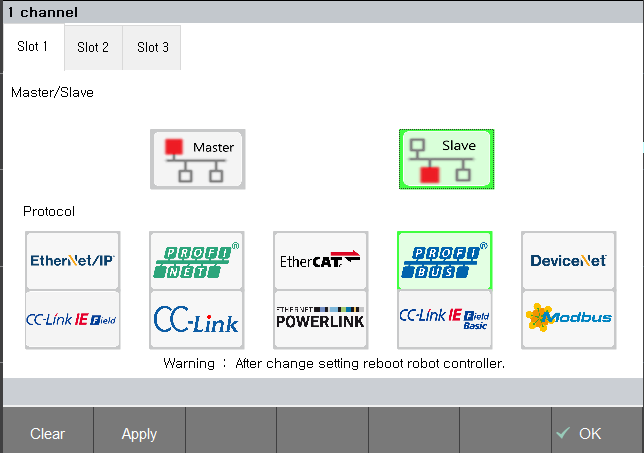 1 channel
Slot 1 Slot 2 Slot 3
Master/Slave
Master Slave
Protocol
EtherNet/IP PROFI NET ® EtherCAT PROFI BUS ® DeviceNet
CC-Link IE Field CC-Link ETHERNET POWERLINK CC-Link IE Field Basic Modbus
Warning : After change setting reboot robot controller.
Clear Apply OK